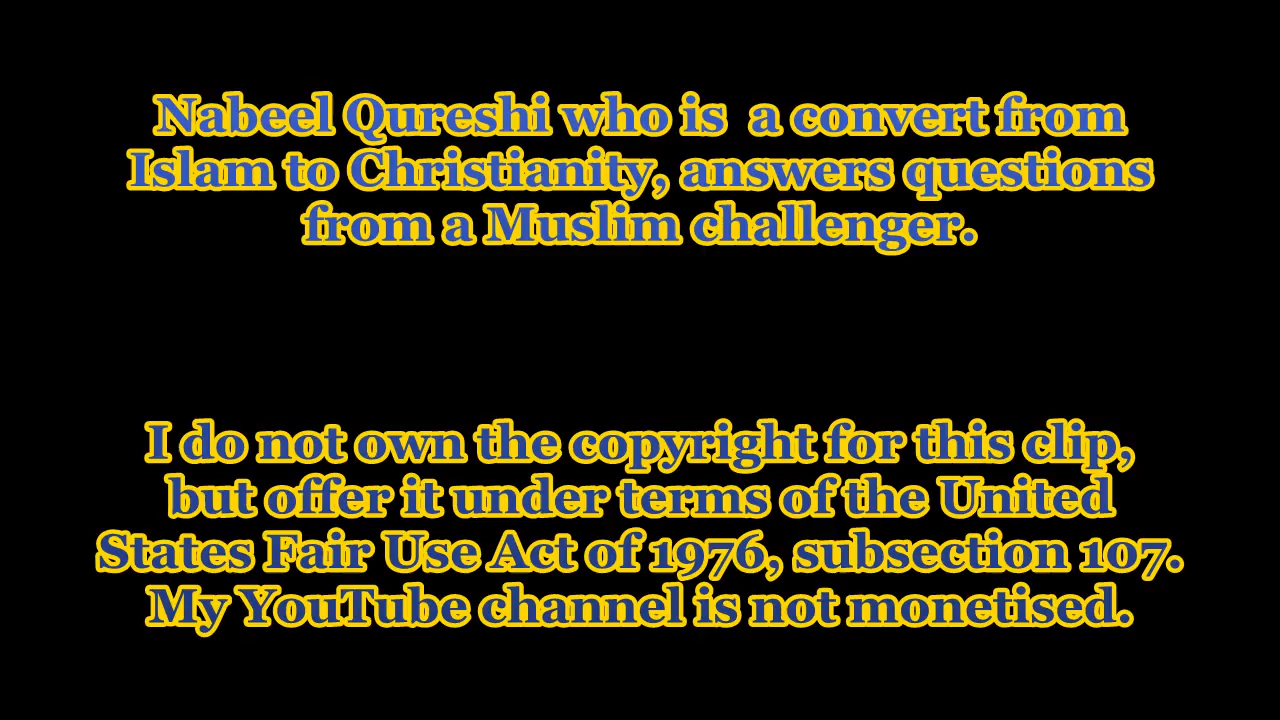 Nabeel Qureshi who is  a convert from
Islam to Christianity, answers questions
from a Muslim challenger.
I do not own the copyright for this clip,
but offer it under terms of the United
States Fair Use Act of 1976, subsection 107.
My YouTube channel is not monetised.